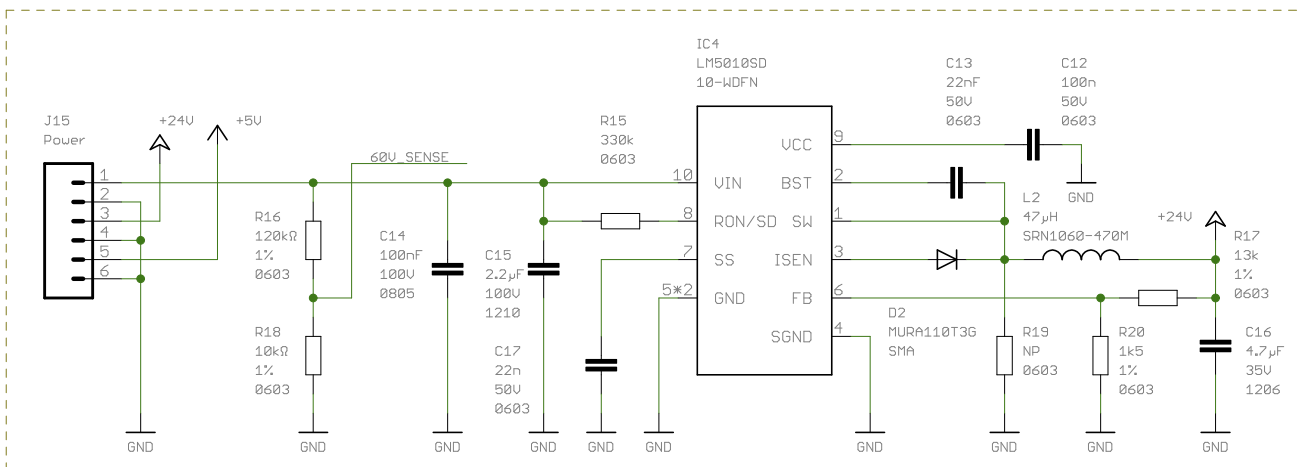 J15
Power
+24V
+5V
1
2
3
4
5
6
GND
60V_SENSE
R16
120kΩ
1%
0603
R18
10kΩ
1%
0603
GND
C14
100nF
100V
0805
GND
C15
2.2µF
100V
1210
GND
R15
330k
0603
C17
22n
50V
0603
GND
GND
IC4
LM5010SD
10-WDFN
10
8
7
5*2
VIN
RON/SD
SS
GND
VCC
BST
SW
ISEN
FB
SGND
9
2
1
3
6
4
GND
C13
22nF
50V
0603
C12
100n
50V
0603
GND
L2
47µH
SRN1060-470M
D2
MURA110T3G
SMA
R19
NP
0603
GND
R20
1k5
1%
0603
GND
+24V
R17
13k
1%
0603
C16
4.7µF
35V
1206
GND